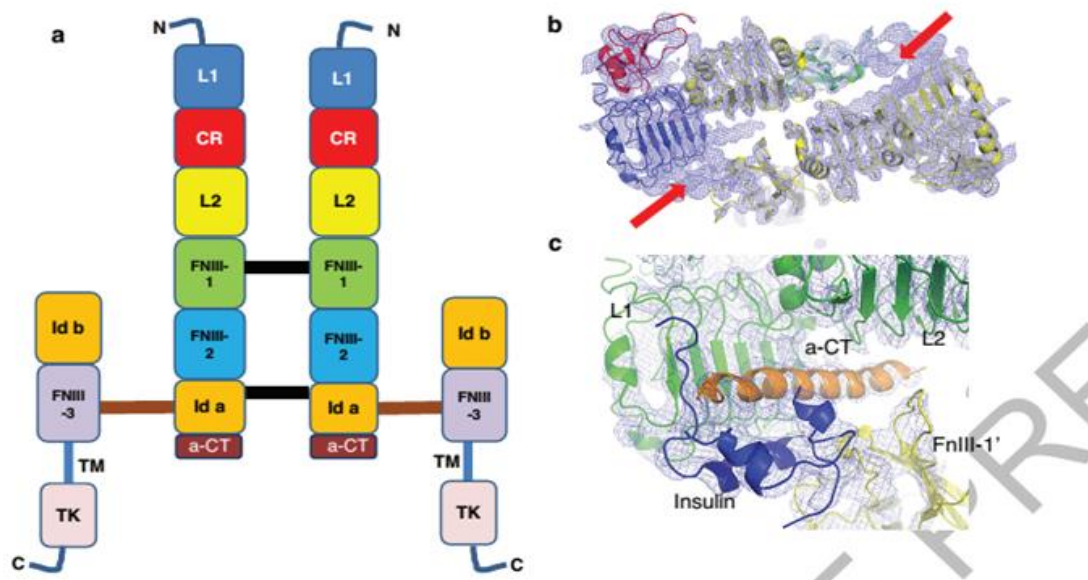 a
N
N
L1
L1
CR
CR
L2
L2
FNIII-
1
FNIII-
1
FNIII-
2
FNIII-
2
Id b
Id b
FNIII
-3
FNIII
-3
Id a
Id a
a-CT
a-CT
TM
TM
TK
TK
C
C
b
c
L1
a-CT
L2
FnIII-1’
Insulin
PRE